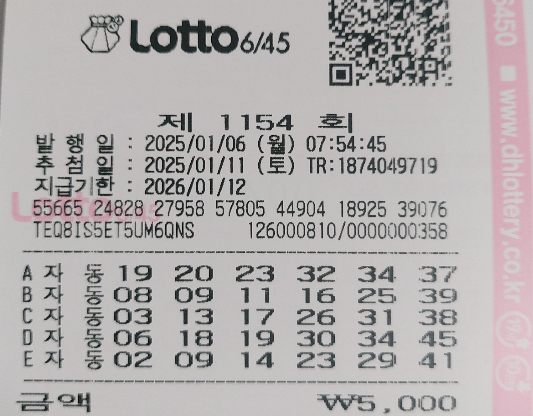 Lotto6/45
제 1154 회
발 행 일 : 2025/01/06 (월) 07:54:45
추 첨 일 : 2025/01/11 (토) TR:1874049719
지급기한 : 2026/01/12
55665 24828 27958 57805 44904 18925 39076
TEQ8IS5ET5UM6QNS 126000810/0000000358
A 자 동 19 20 23 32 34 37
B 자 동 08 09 11 16 25 39
C 자 동 03 13 17 26 31 38
D 자 동 06 18 19 30 34 45
E 자 동 02 09 14 23 29 41
금액 ₩5,000
6450 ■ www.dhlottery.co.kr